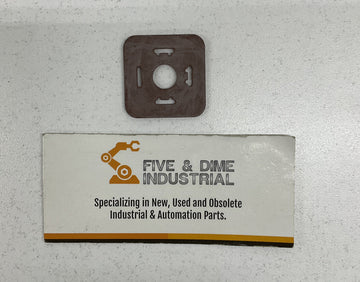 FIVE & DIME
INDUSTRIAL
Specializing in New, Used and Obsolete
Industrial & Automation Parts.